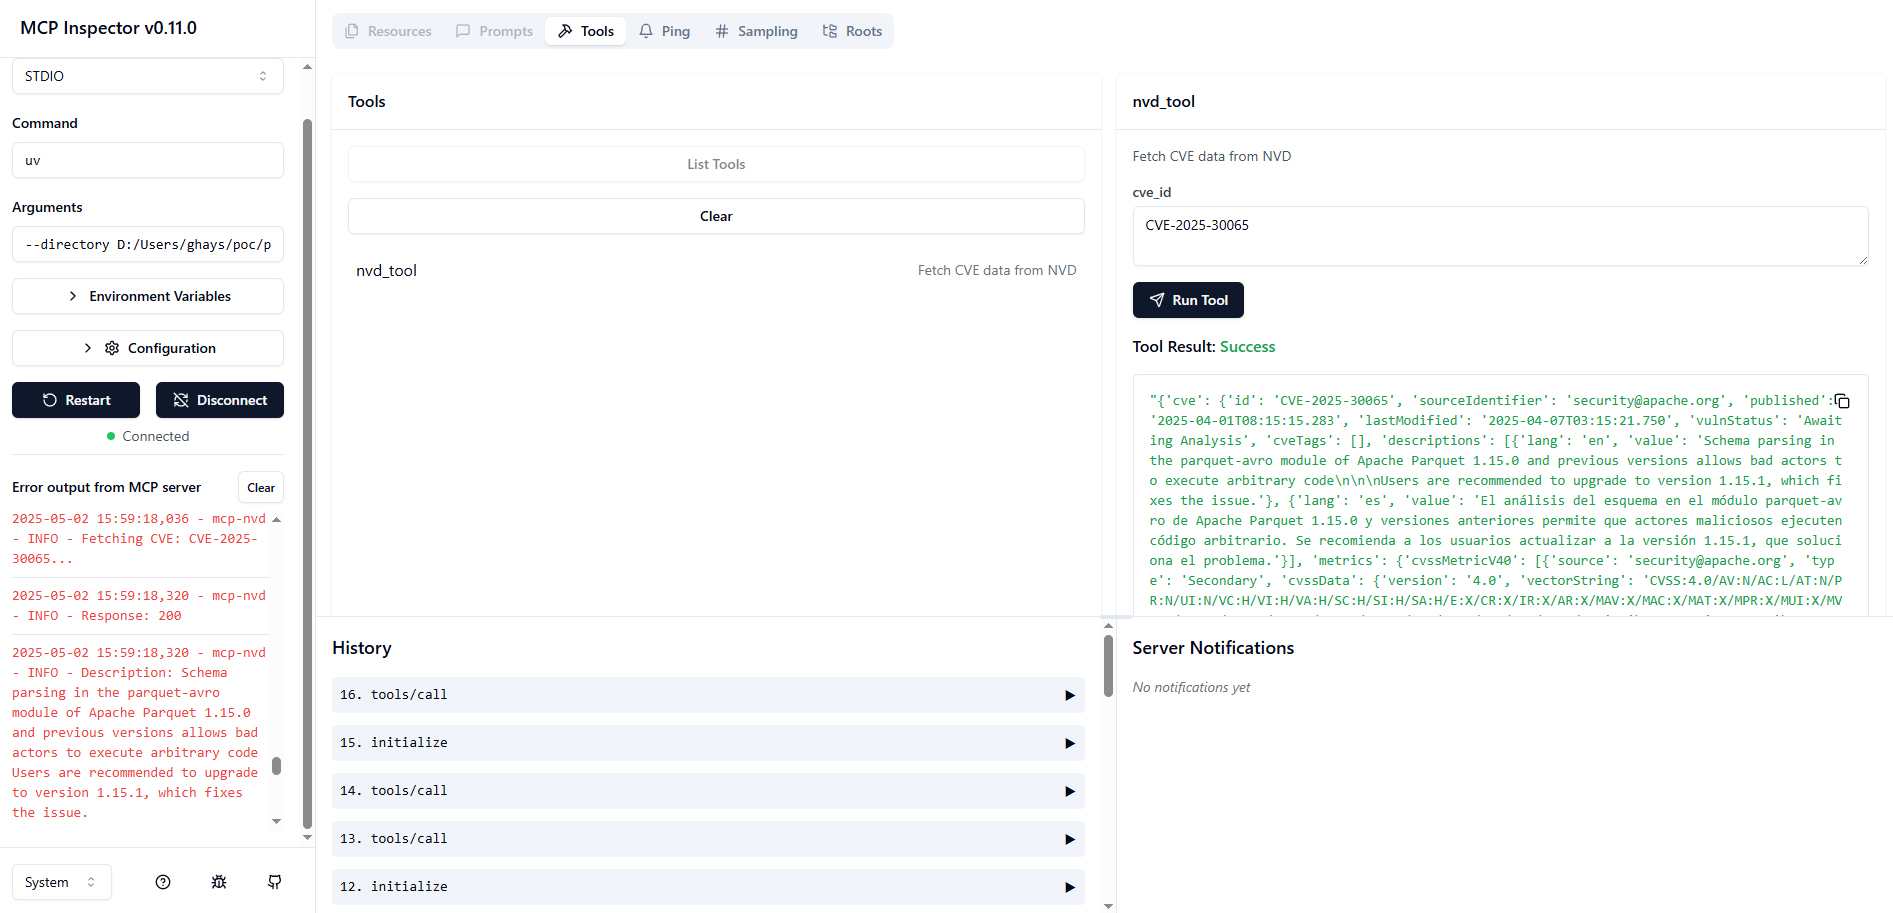 MCP Inspector v0.11.0
STDIO
Command
uv
Arguments
--directory D:/Users/ghays/poc/p
Environment Variables
Configuration
Restart
Disconnect
Connected
Error output from MCP server
Clear
2025-05-02 15:59:18,036 - mcp-nvd
- INFO - Fetching CVE: CVE-2025-
30065...
2025-05-02 15:59:18,320 - mcp-nvd
- INFO - Response: 200
2025-05-02 15:59:18,320 - mcp-nvd
- INFO - Description: Schema
parsing in the parquet-avro
module of Apache Parquet 1.15.0
and previous versions allows bad
actors to execute arbitrary code
Users are recommended to upgrade
to version 1.15.1, which fixes
the issue.
System
Resources
Prompts
Tools
Ping
Sampling
Roots
Tools
List Tools
Clear
nvd_tool
Fetch CVE data from NVD
nvd_tool
Fetch CVE data from NVD
cve_id
CVE-2025-30065
Run Tool
Tool Result: Success
"{'cve': {'id': 'CVE-2025-30065', 'sourceIdentifier': 'security@apache.org', 'published':
'2025-04-01T08:15:15.283', 'lastModified': '2025-04-07T03:15:21.750', 'vulnStatus': 'Await
ing Analysis', 'cveTags': [], 'descriptions': [{'lang': 'en', 'value': 'Schema parsing in
the parquet-avro module of Apache Parquet 1.15.0 and previous versions allows bad actors t
o execute arbitrary code\n\n\nUsers are recommended to upgrade to version 1.15.1, which fi
xes the issue.'}, {'lang': 'es', 'value': 'El análisis del esquema en el módulo parquet-av
ro de Apache Parquet 1.15.0 y versiones anteriores permite que actores maliciosos ejecuten
código arbitrario. Se recomienda a los usuarios actualizar a la versión 1.15.1, que soluci
ona el problema.'}], 'metrics': {'cvssMetricV40': [{'source': 'security@apache.org', 'typ
e': 'Secondary', 'cvssData': {'version': '4.0', 'vectorString': 'CVSS:4.0/AV:N/AC:L/AT:N/P
R:N/UI:N/VC:H/VI:H/VA:H/SC:H/SI:H/SA:H/E:X/CR:X/IR:X/AR:X/MAV:X/MAC:X/MAT:X/MPR:X/MUI:X/MV
History
16. tools/call
15. initialize
14. tools/call
13. tools/call
12. initialize
Server Notifications
No notifications yet